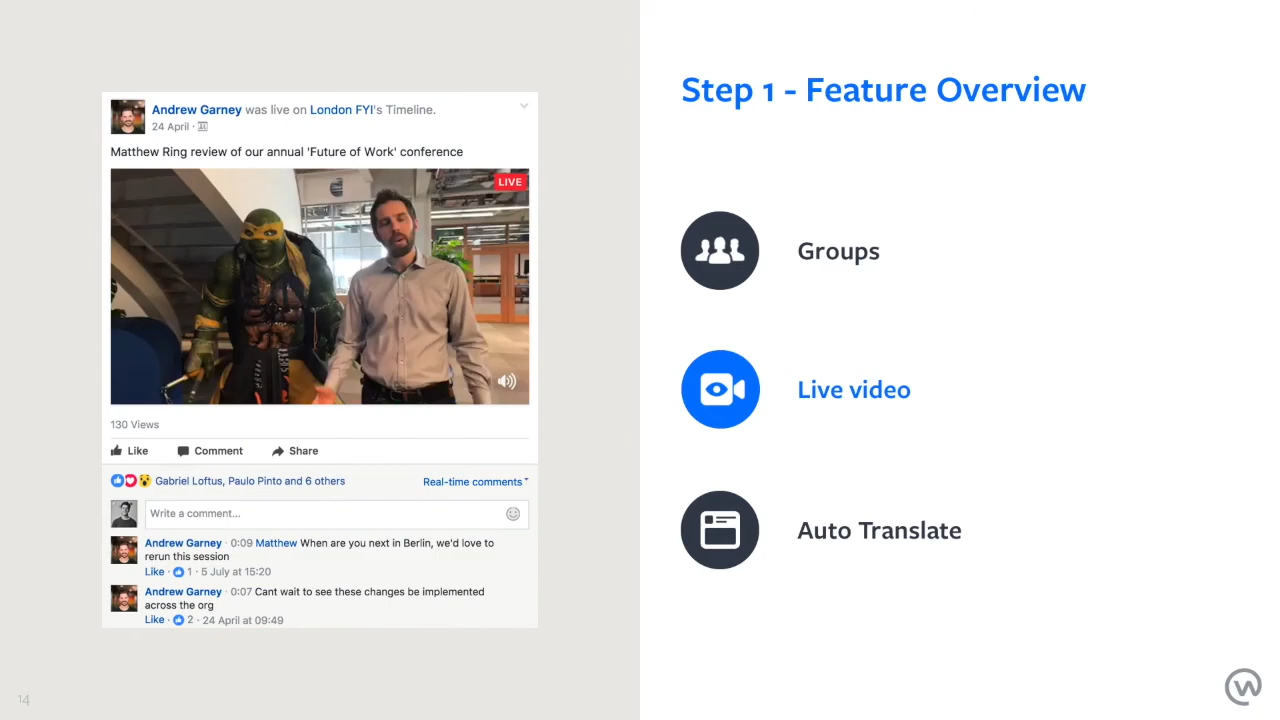 Andrew Garney was live on London FYI's Timeline.
24 April ·
Matthew Ring review of our annual 'Future of Work' conference
LIVE
130 Views
Like Comment Share
Gabriel Loftus, Paulo Pinto and 6 others Real-time comments
Write a comment...
Andrew Garney · 0:09 Matthew When are you next in Berlin, we'd love to
rerun this session
Like · 1 · 5 July at 15:20
Andrew Garney · 0:07 Cant wait to see these changes be implemented
across the org
Like · 2 · 24 April at 09:49
14
Step 1 - Feature Overview
Groups
Live video
Auto Translate